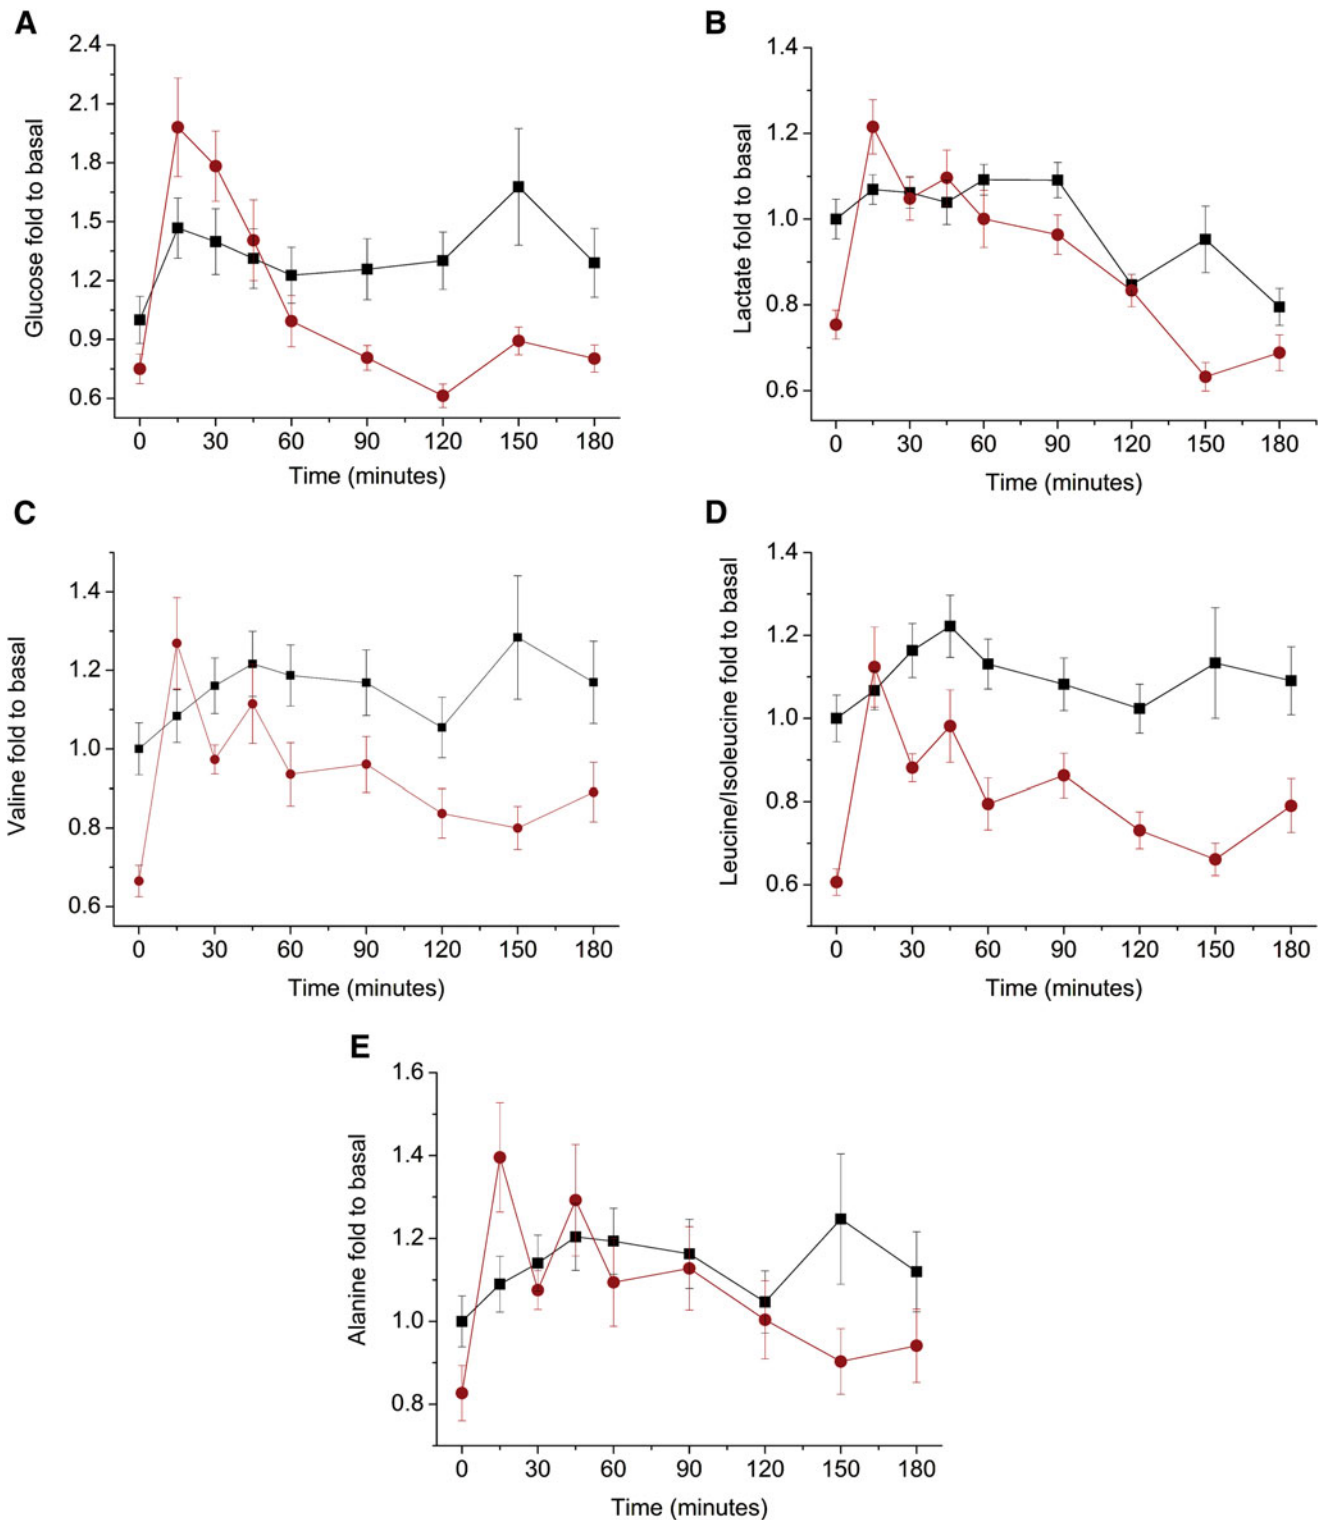 A
Glucose fold to basal
2.4
2.1
1.8
1.5
1.2
0.9
0.6
0 30 60 90 120 150 180
Time (minutes)
B
Lactate fold to basal
1.4
1.2
1.0
0.8
0.6
0 30 60 90 120 150 180
Time (minutes)
C
Valine fold to basal
1.4
1.2
1.0
0.8
0.6
0 30 60 90 120 150 180
Time (minutes)
D
Leucine/Isoleucine fold to basal
1.4
1.2
1.0
0.8
0.6
0 30 60 90 120 150 180
Time (minutes)
E
Alanine fold to basal
1.6
1.4
1.2
1.0
0.8
0 30 60 90 120 150 180
Time (minutes)